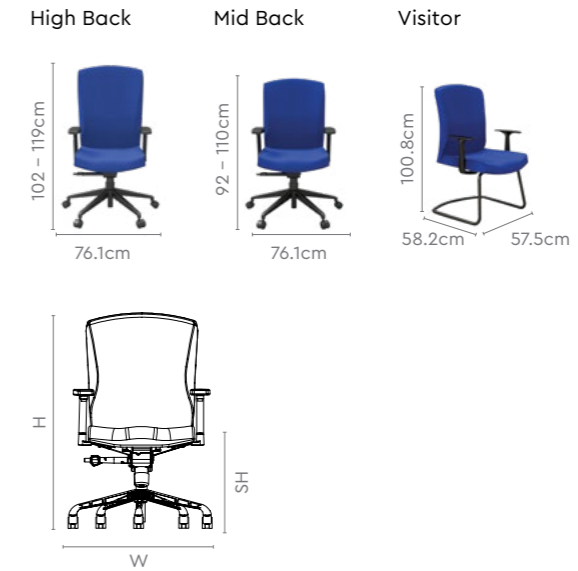 High Back
Mid Back
Visitor
102 – 119cm
76.1cm
92 – 110cm
76.1cm
100.8cm
58.2cm
57.5cm
H
SH
W